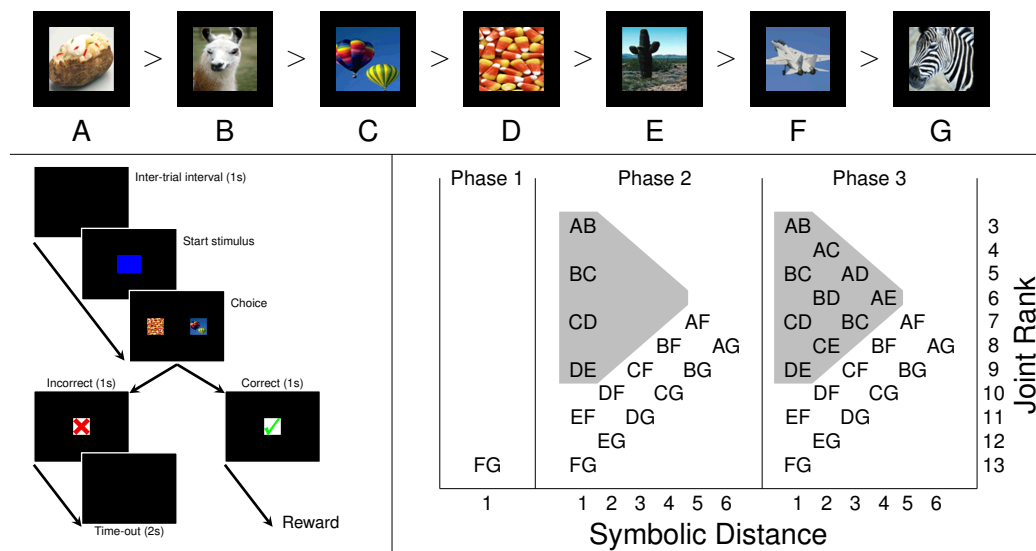 > > > > > >
A B C D E F G
Inter-trial interval (1s)
Start stimulus
Choice
Incorrect (1s) Correct (1s)
Time-out (2s)
Reward
Phase 1 Phase 2 Phase 3
AB AB 3
AC 4
BC BC AD 5
BD AE 6
CD AF CD BC AF 7
BF AG CE BF AG 8
DE CF BG DE CF BG 9
DF CG DF CG 10
EF DG EF DG 11
EG EG 12
FG FG FG 13
1 1 2 3 4 5 6 1 2 3 4 5 6
Symbolic Distance
Joint Rank